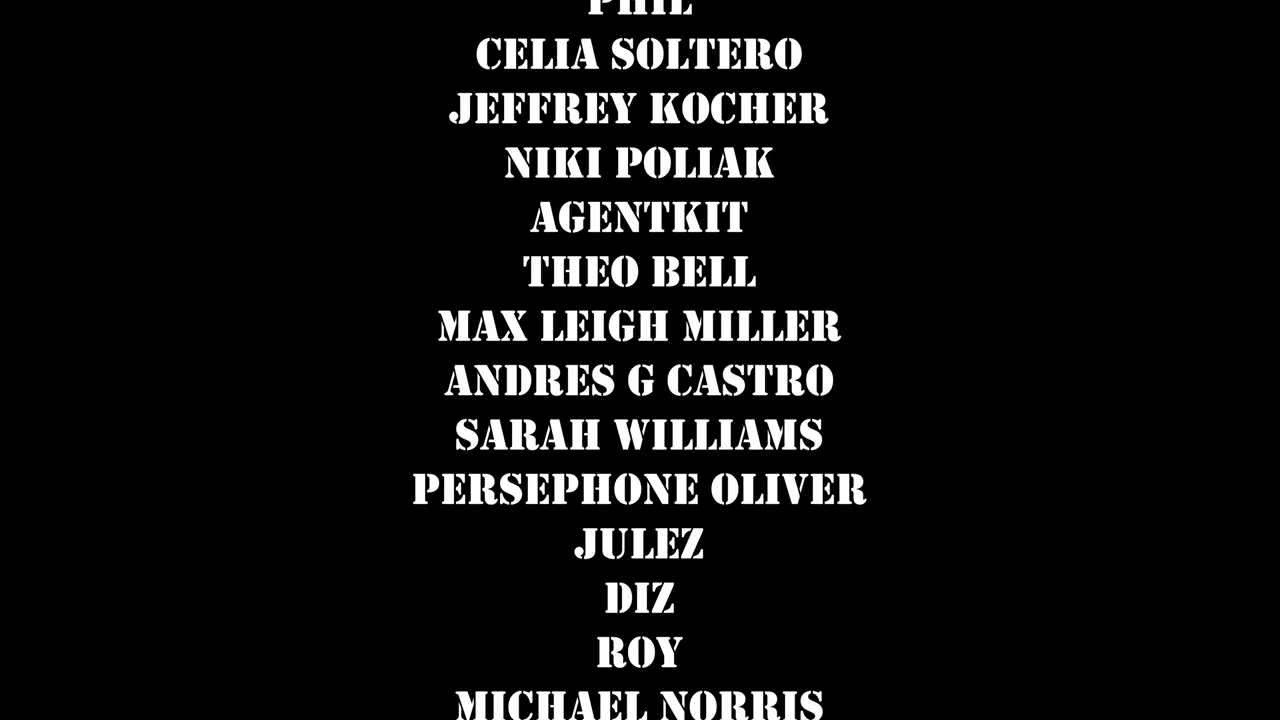 PHIL
CELIA SOLTERO
JEFFREY KOCHER
NIKI POLIAK
AGENTKIT
THEO BELL
MAX LEIGH MILLER
ANDRES G CASTRO
SARAH WILLIAMS
PERSEPHONE OLIVER
JULEZ
DIZ
ROY
MICHAEL NORRIS